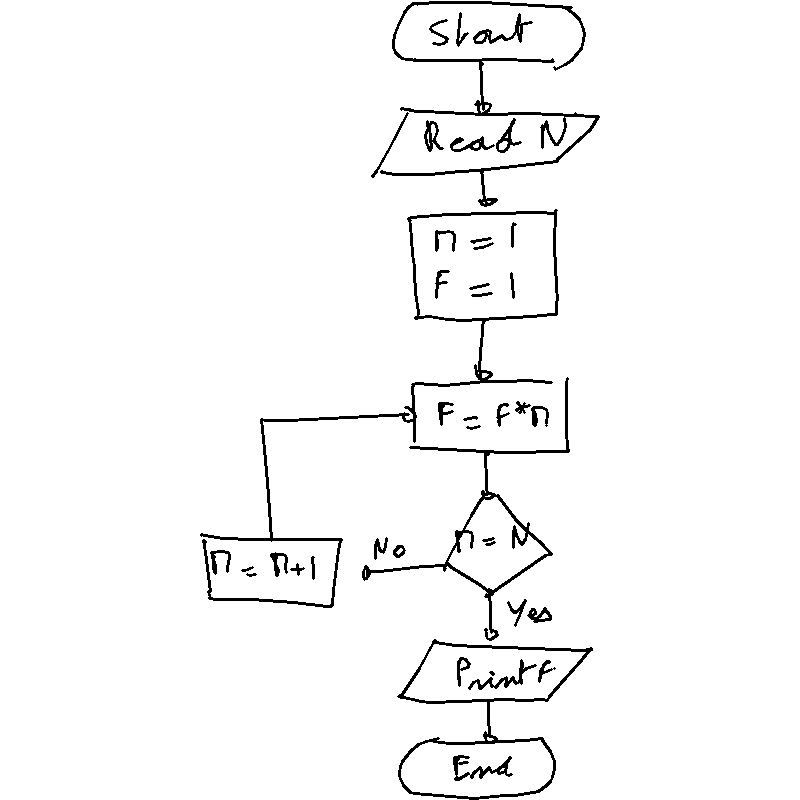 Start
Read N
n = 1
F = 1
F = F*n
n = N
No
n = n+1
Yes
Print F
End